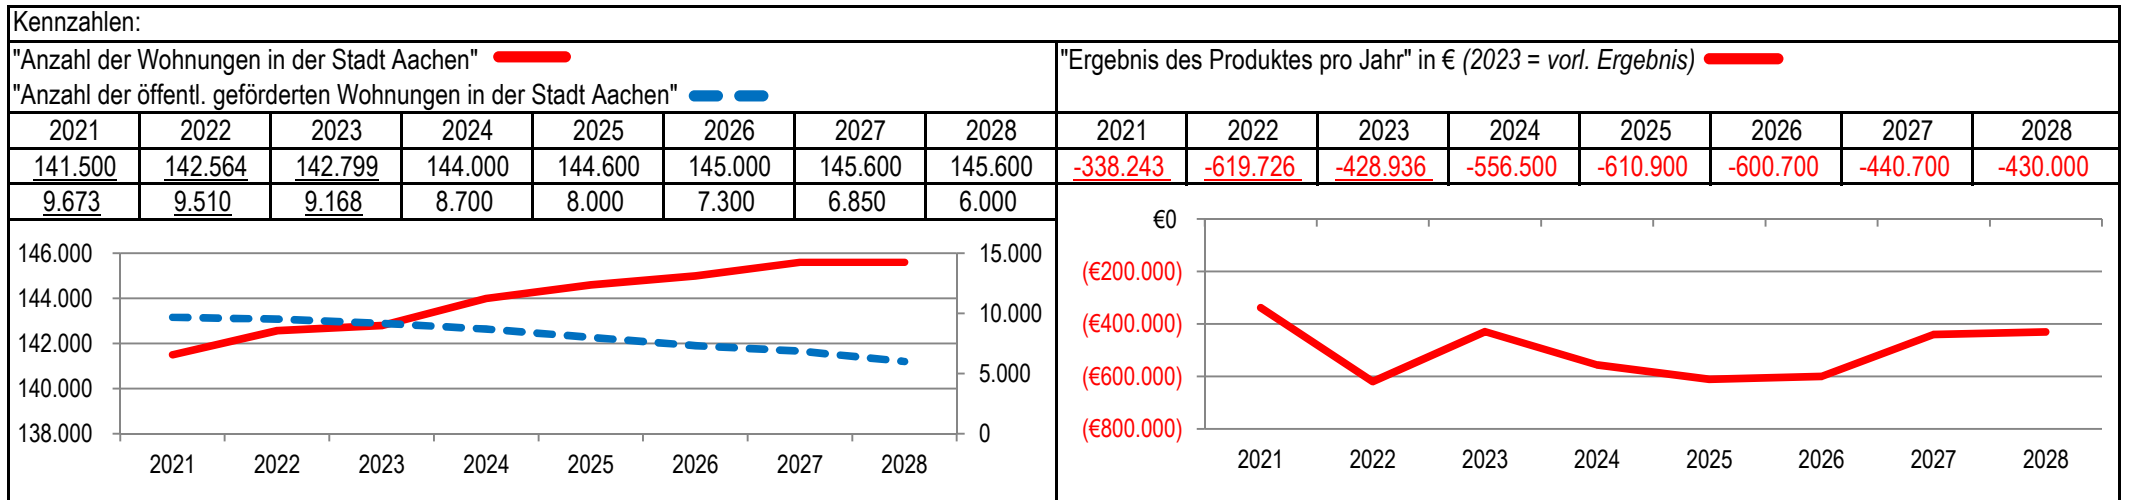 Kennzahlen:
"Anzahl der Wohnungen in der Stadt Aachen"
"Anzahl der öffentl. geförderten Wohnungen in der Stadt Aachen"
2021 2022 2023 2024 2025 2026 2027 2028
141.500 142.564 142.799 144.000 144.600 145.000 145.600 145.600
9.673 9.510 9.168 8.700 8.000 7.300 6.850 6.000
146.000 15.000
144.000 10.000
142.000
140.000 5.000
138.000 0
2021 2022 2023 2024 2025 2026 2027 2028
"Ergebnis des Produktes pro Jahr" in € (2023 = vorl. Ergebnis)
2021 2022 2023 2024 2025 2026 2027 2028
-338.243 -619.726 -428.936 -556.500 -610.900 -600.700 -440.700 -430.000
€0
(€200.000)
(€400.000)
(€600.000)
(€800.000)
2021 2022 2023 2024 2025 2026 2027 2028